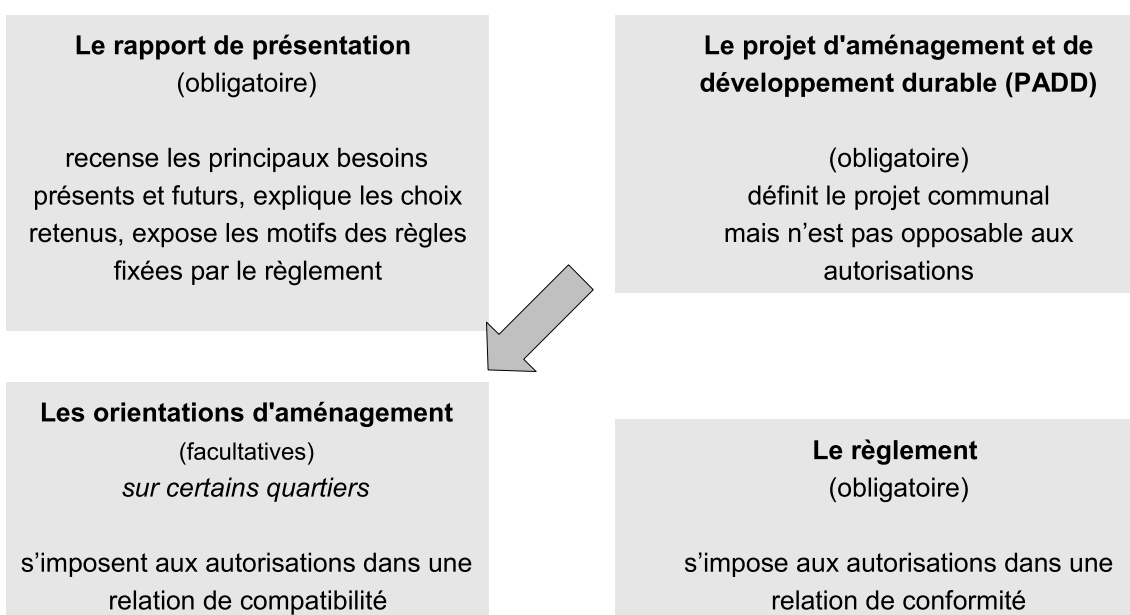 Le rapport de présentation
(obligatoire)
recense les principaux besoins
présents et futurs, explique les choix
retenus, expose les motifs des règles
fixées par le règlement
Le projet d'aménagement et de
développement durable (PADD)
(obligatoire)
définit le projet communal
mais n’est pas opposable aux
autorisations
Les orientations d'aménagement
(facultatives)
sur certains quartiers
s’imposent aux autorisations dans une
relation de compatibilité
Le règlement
(obligatoire)
s’impose aux autorisations dans une
relation de conformité